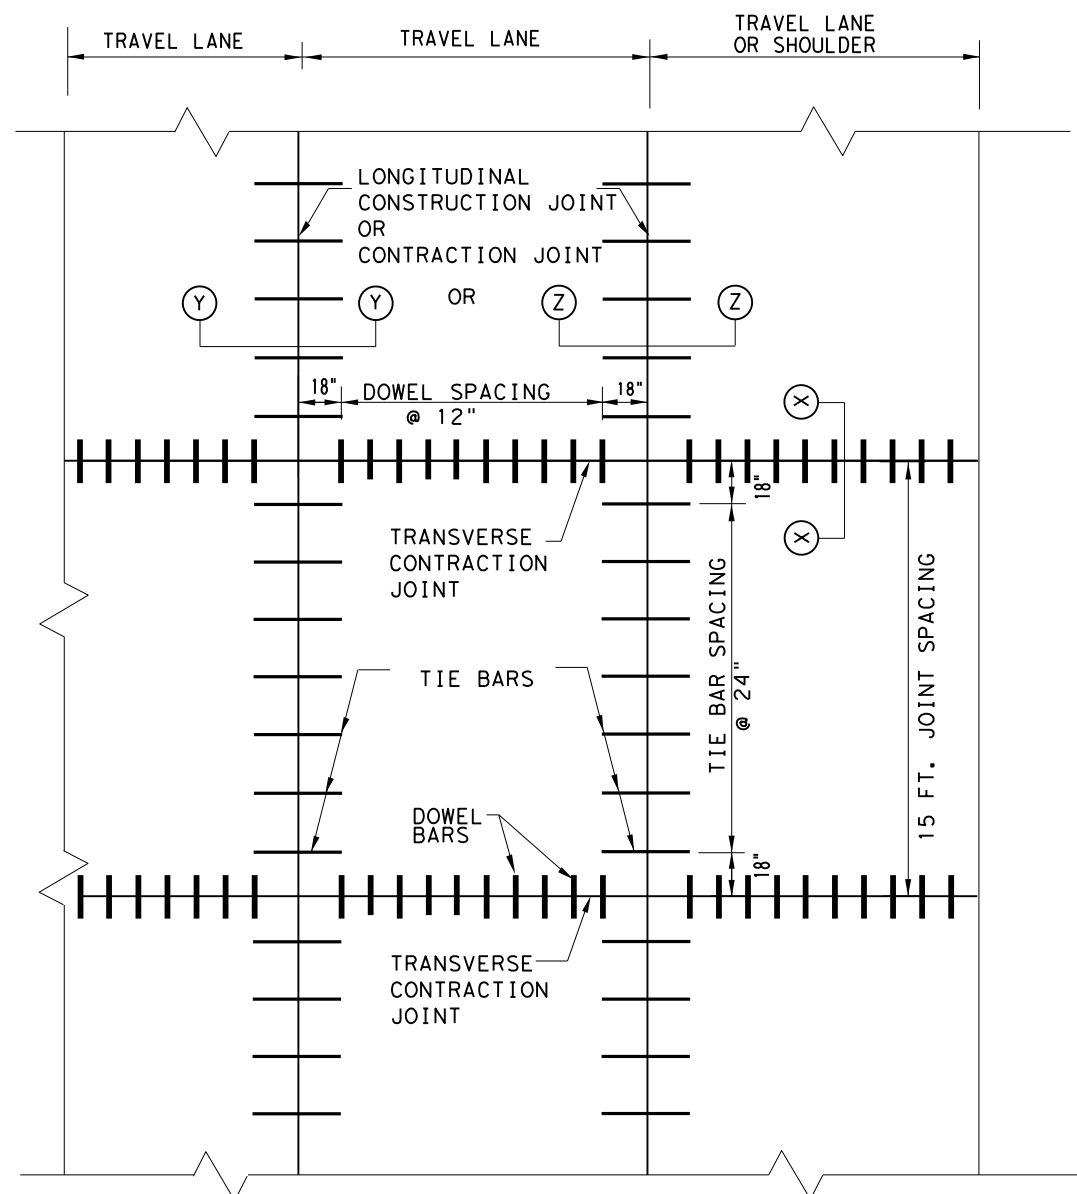 TRAVEL LANE
TRAVEL LANE
TRAVEL LANE
OR SHOULDER
LONGITUDINAL
CONSTRUCTION JOINT
OR
CONTRACTION JOINT
Y
Y
OR
Z
Z
18"
DOWEL SPACING
@ 12"
18"
X
18"
TRANSVERSE
CONTRACTION
JOINT
X
TIE BARS
TIE BAR SPACING
@ 24"
15 FT. JOINT SPACING
DOWEL
BARS
18"
TRANSVERSE
CONTRACTION
JOINT